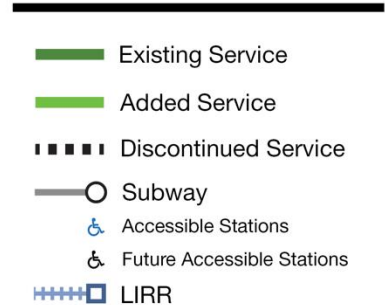 Existing Service
Added Service
Discontinued Service
Subway
Accessible Stations
Future Accessible Stations
LIRR